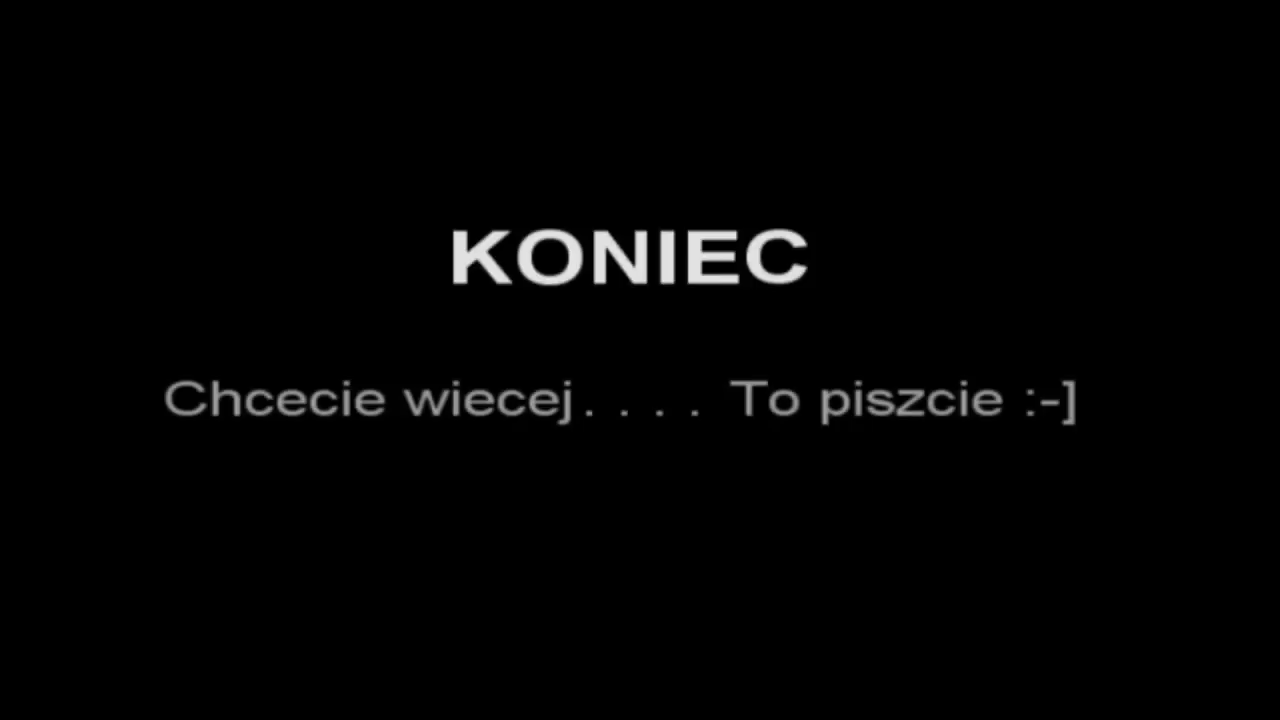 KONIEC
Chcecie wiecej. . . . To piszcie :-]